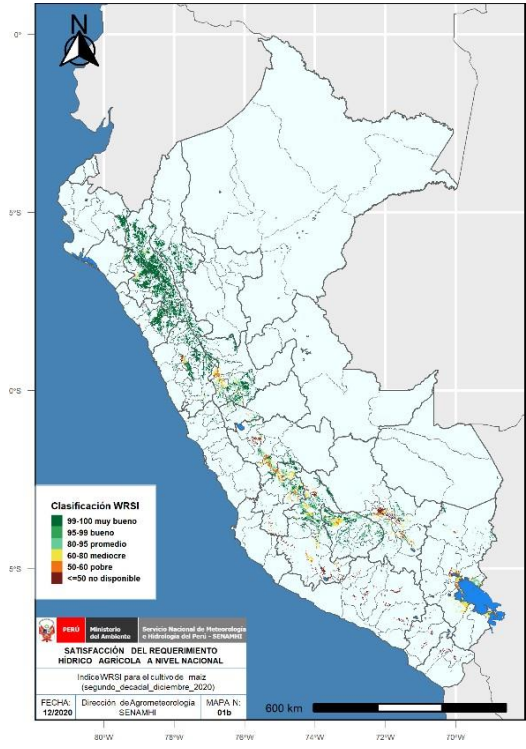 N
0°
5°S
0°S
5°S
Clasificación WRSI
99-100 muy bueno
95-99 bueno
80-95 promedio
60-80 mediocre
50-60 pobre
<=50 no disponible
PERÚ
Ministerio
del Ambiente
Servicio Nacional de Meteorología
e Hidrología del Perú - SENAMHI
SATISFACCIÓN DEL REQUERIMIENTO
HÍDRICO AGRÍCOLA A NIVEL NACIONAL
Indice WRSI para el cultivo de maíz
(segundo_decadal_diciembre_2020)
FECHA:
12/2020
Dirección de Agrometeorología
SENAMHI
MAPA N:
01b
600 km
80°W
78°W
76°W
74°W
72°W
70°W